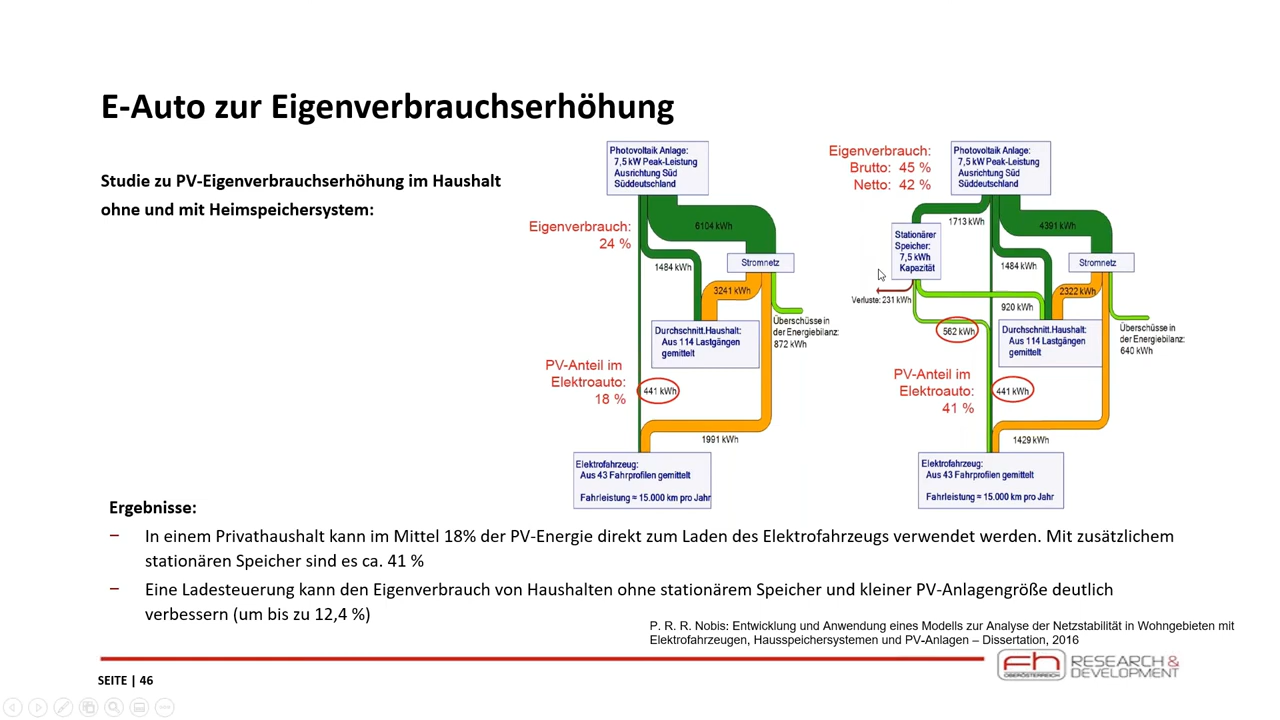 E-Auto zur Eigenverbrauchserhöhung
Studie zu PV-Eigenverbrauchserhöhung im Haushalt
ohne und mit Heimspeichersystem:
Photovoltaik Anlage:
7,5 kW Peak-Leistung
Ausrichtung Süd
Süddeutschland
Eigenverbrauch:
24 %
6104 kWh
Stromnetz
1484 kWh
3241 kWh
Überschüsse in
der Energiebilanz:
872 kWh
Durchschnitt.Haushalt:
Aus 114 Lastgängen
gemittelt
PV-Anteil im
Elektroauto:
18 %
441 kWh
1991 kWh
Elektrofahrzeug:
Aus 43 Fahrprofilen gemittelt
Fahrleistung ≈ 15.000 km pro Jahr
Eigenverbrauch:
Brutto: 45 %
Netto: 42 %
Photovoltaik Anlage:
7,5 kW Peak-Leistung
Ausrichtung Süd
Süddeutschland
1713 kWh
4391 kWh
Stationärer
Speicher:
7,5 kWh
Kapazität
Stromnetz
1484 kWh
2322 kWh
Verluste: 231 kWh
920 kWh
562 kWh
Durchschnitt.Haushalt:
Aus 114 Lastgängen
gemittelt
Überschüsse in
der Energiebilanz:
640 kWh
PV-Anteil im
Elektroauto:
41 %
441 kWh
1429 kWh
Elektrofahrzeug:
Aus 43 Fahrprofilen gemittelt
Fahrleistung ≈ 15.000 km pro Jahr
Ergebnisse:
– In einem Privathaushalt kann im Mittel 18% der PV-Energie direkt zum Laden des Elektrofahrzeugs verwendet werden. Mit zusätzlichem
stationären Speicher sind es ca. 41 %
– Eine Ladesteuerung kann den Eigenverbrauch von Haushalten ohne stationärem Speicher und kleiner PV-Anlagengröße deutlich
verbessern (um bis zu 12,4 %)
P. R. R. Nobis: Entwicklung und Anwendung eines Modells zur Analyse der Netzstabilität in Wohngebieten mit
Elektrofahrzeugen, Hausspeichersystemen und PV-Anlagen – Dissertation, 2016
SEITE | 46
fh
OBERÖSTERREICH
RESEARCH &
DEVELOPMENT